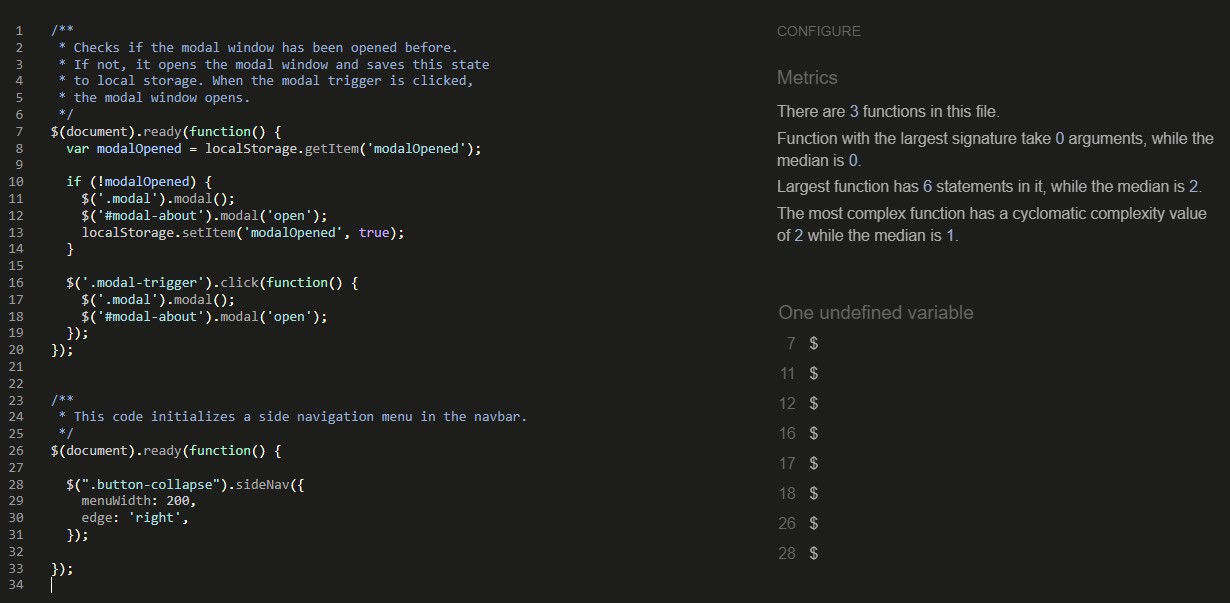 1 /**
2 * Checks if the modal window has been opened before.
3 * If not, it opens the modal window and saves this state
4 * to local storage. When the modal trigger is clicked,
5 * the modal window opens.
6 */
7 $(document).ready(function() {
8 var modalOpened = localStorage.getItem('modalOpened');
9
10 if (!modalOpened) {
11 $('.modal').modal();
12 $('#modal-about').modal('open');
13 localStorage.setItem('modalOpened', true);
14 }
15
16 $('.modal-trigger').click(function() {
17 $('.modal').modal();
18 $('#modal-about').modal('open');
19 });
20 });
21
22
23 /**
24 * This code initializes a side navigation menu in the navbar.
25 */
26 $(document).ready(function() {
27
28 $(".button-collapse").sideNav({
29 menuWidth: 200,
30 edge: 'right',
31 });
32
33 });
34
CONFIGURE
Metrics
There are 3 functions in this file.
Function with the largest signature take 0 arguments, while the
median is 0.
Largest function has 6 statements in it, while the median is 2.
The most complex function has a cyclomatic complexity value
of 2 while the median is 1.
One undefined variable
7 $
11 $
12 $
16 $
17 $
18 $
26 $
28 $